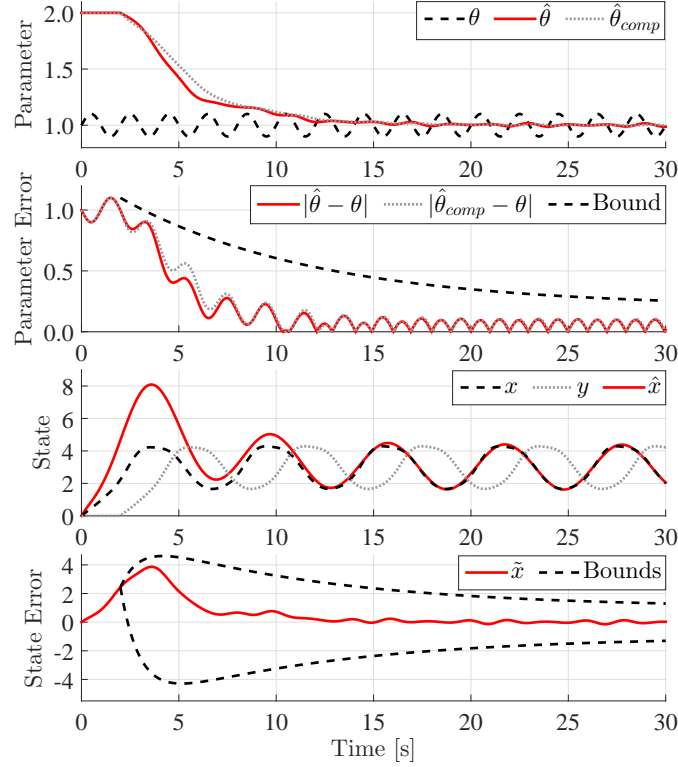 2.0
θ θ̂ θ̂comp
1.5
1.0
Parameter
0 5 10 15 20 25 30
1.0
|θ̂ − θ| |θ̂comp − θ| Bound
0.5
0.0
Parameter Error
0 5 10 15 20 25 30
8
x y x̂
6
4
2
0
State
0 5 10 15 20 25 30
4
x̃ Bounds
2
0
-2
-4
State Error
0 5 10 15 20 25 30
Time [s]